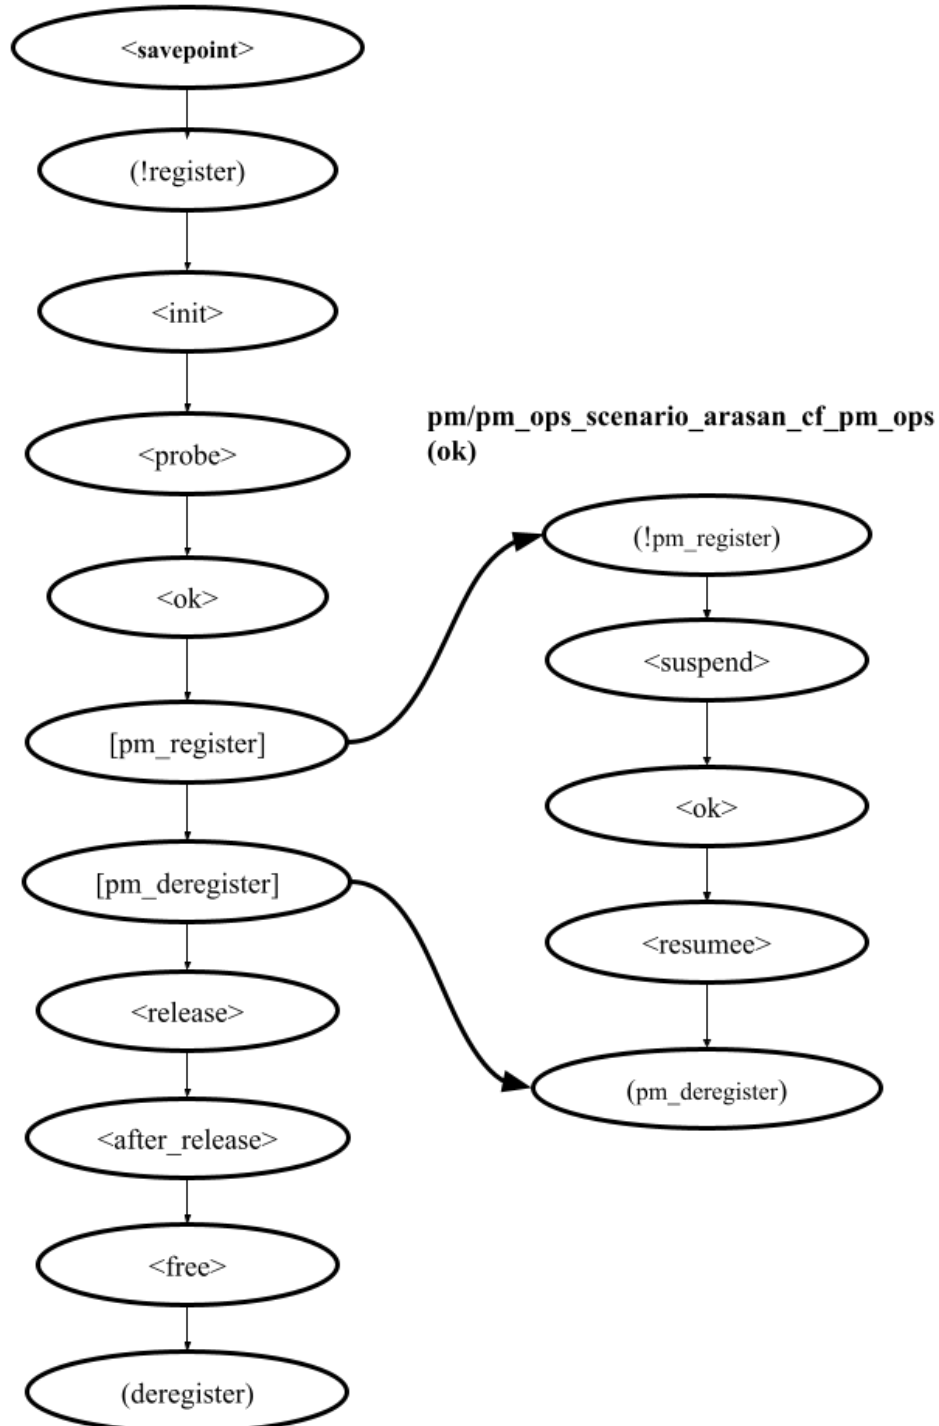 <savepoint>
(!register)
<init>
<probe>
<ok>
[pm_register]
[pm_deregister]
<release>
<after_release>
<free>
(deregister)
pm/pm_ops_scenario_arasan_cf_pm_ops
(ok)
(!pm_register)
<suspend>
<ok>
<resumee>
(pm_deregister)